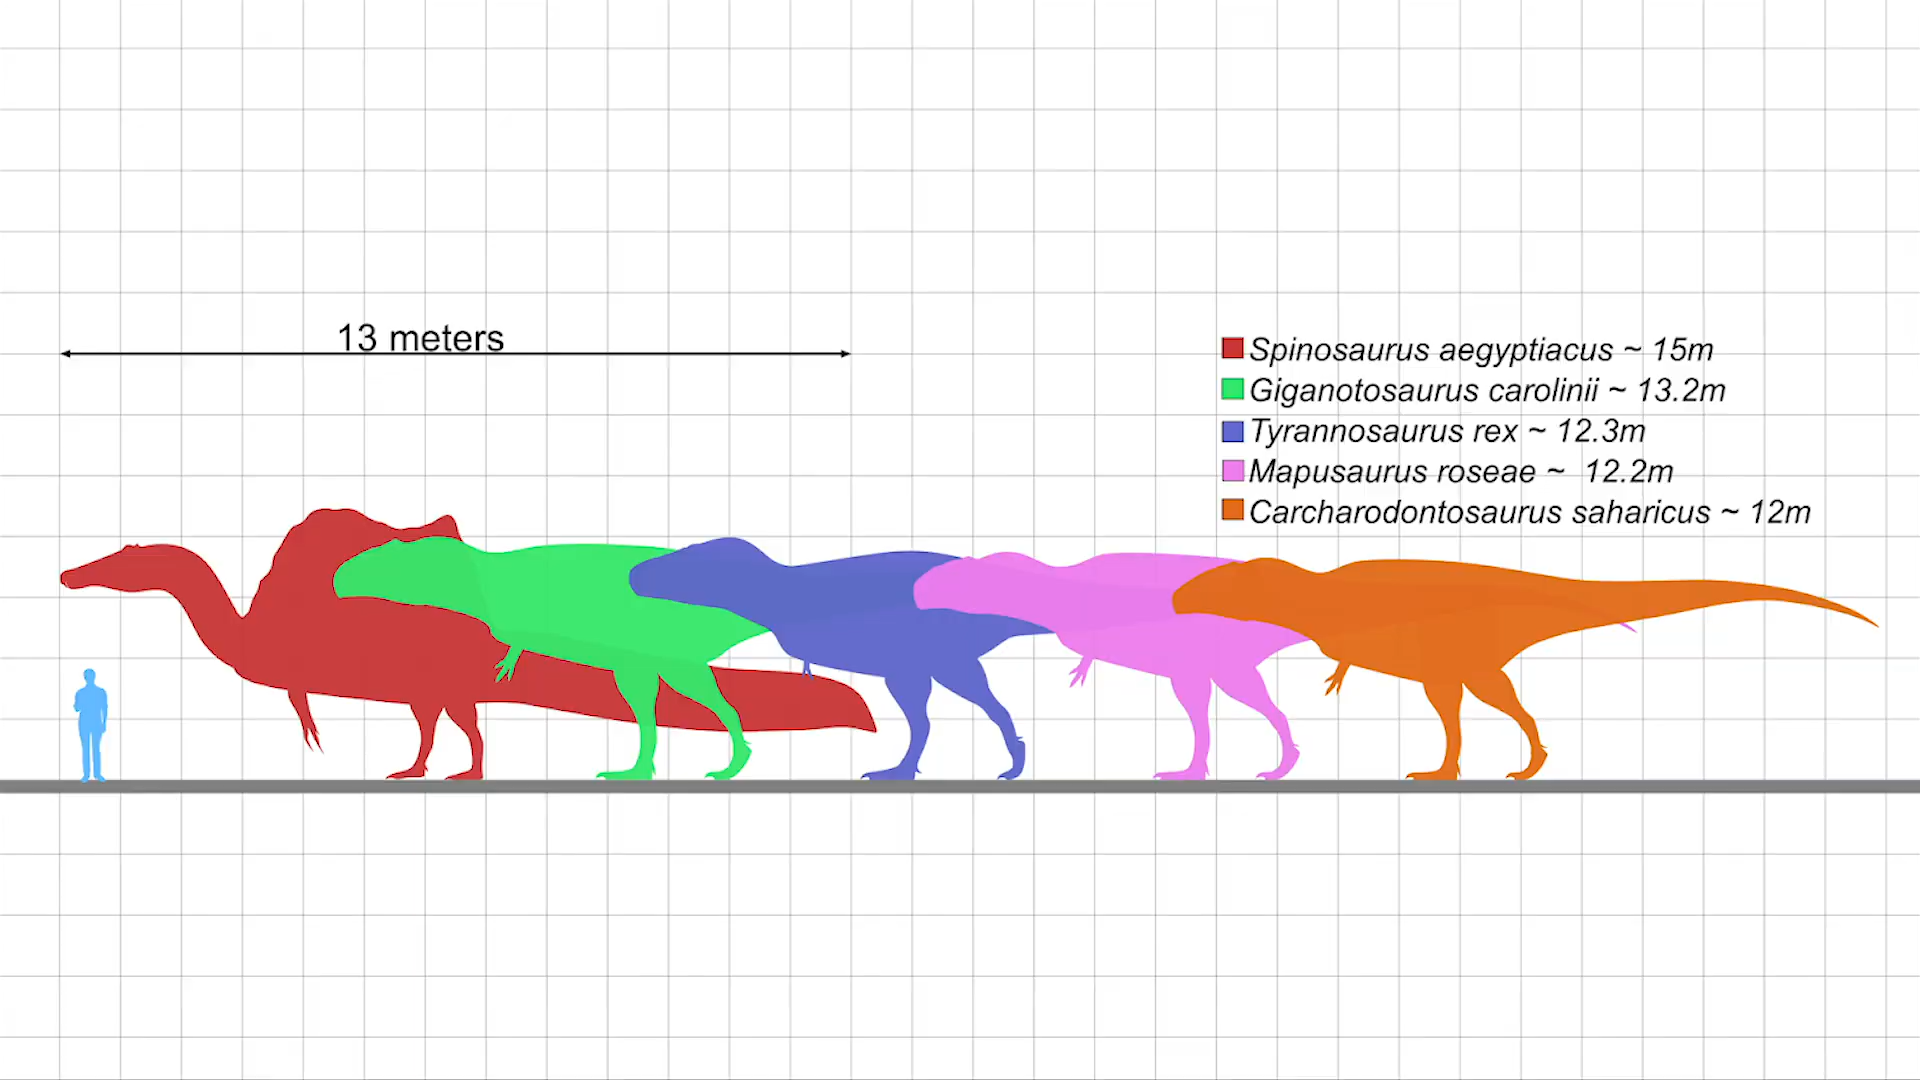 13 meters
Spinosaurus aegyptiacus ~ 15m
Giganotosaurus carolinii ~ 13.2m
Tyrannosaurus rex ~ 12.3m
Mapusaurus roseae ~  12.2m
Carcharodontosaurus saharicus ~ 12m